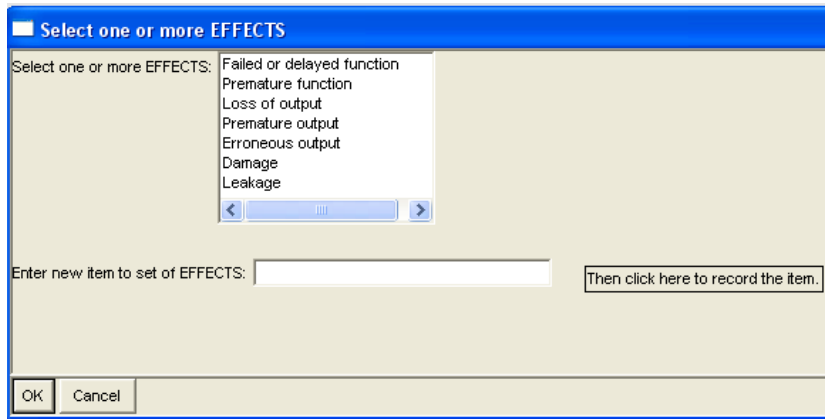 Select one or more EFFECTS
Select one or more EFFECTS:
Failed or delayed function
Premature function
Loss of output
Premature output
Erroneous output
Damage
Leakage
Enter new item to set of EFFECTS:
Then click here to record the item.
OK
Cancel